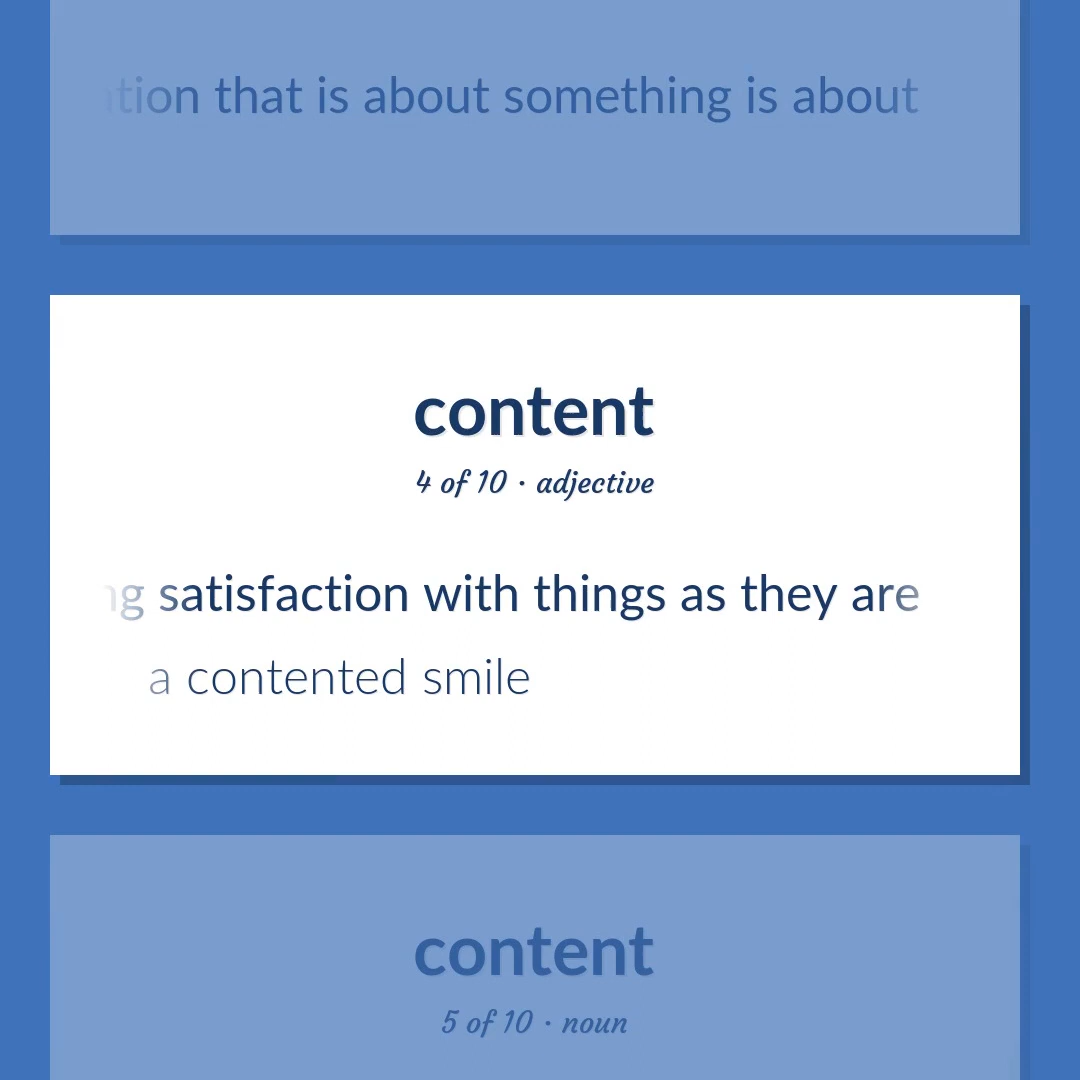 that is about something is about
content
4 of 10 · adjective
satisfaction with things as they are
a contented smile
content
5 of 10 · noun